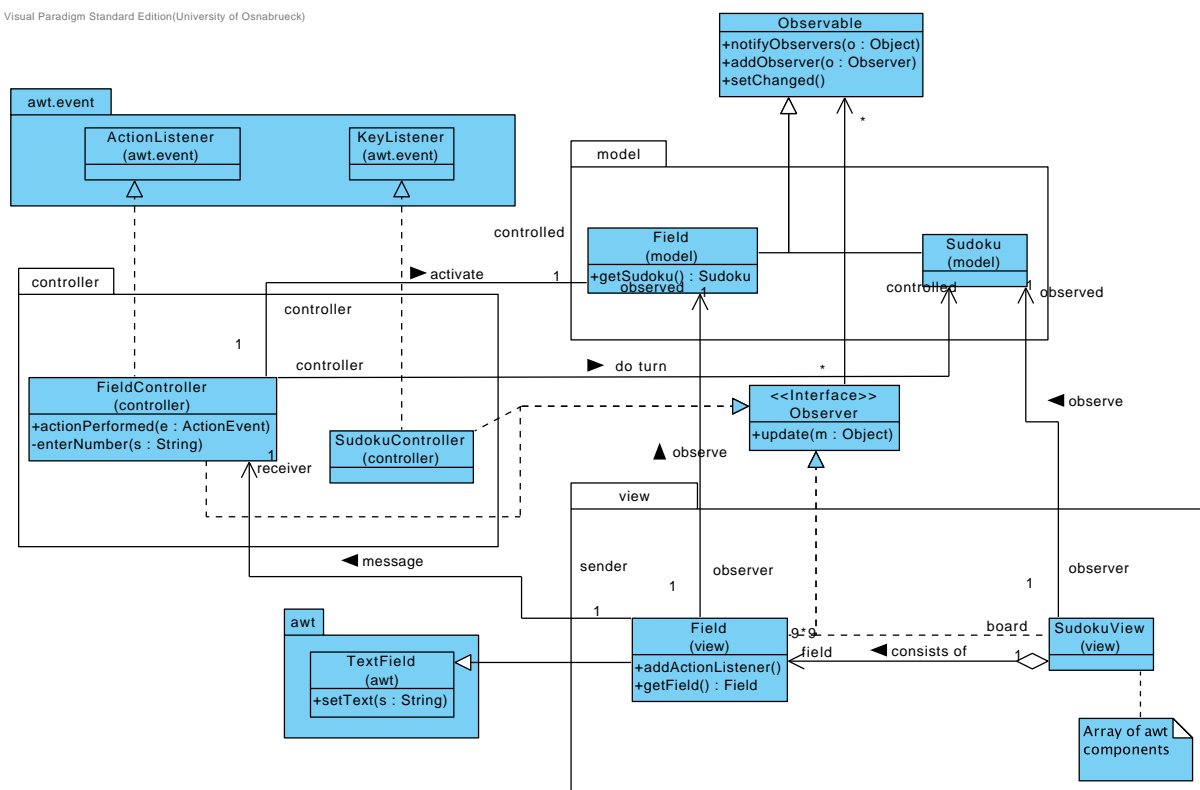 Visual Paradigm Standard Edition(University of Osnabrueck)
Observable
+notifyObservers(o : Object)
+addObserver(o : Observer)
+setChanged()
*
awt.event
ActionListener
(awt.event)
KeyListener
(awt.event)
model
Field
(model)
+getSudoku() : Sudoku
Sudoku
(model)
controlled
activate
1
observed
1
controlled
1
observed
controller
controller
1
controller
do turn
*
FieldController
(controller)
+actionPerformed(e : ActionEvent)
-enterNumber(s : String)
1
receiver
SudokuController
(controller)
<<Interface>>
Observer
+update(m : Object)
observe
observe
view
message
sender
1
observer
1
1
observer
awt
TextField
(awt)
+setText(s : String)
Field
(view)
+addActionListener()
+getField() : Field
9*9
field
consists of
board
1
SudokuView
(view)
Array of awt
components